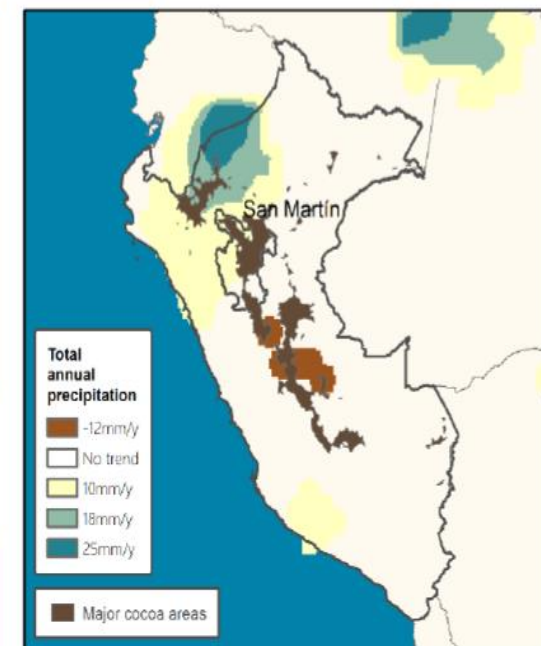 San Martín
Total
annual
precipitation
-12mm/y
No trend
10mm/y
18mm/y
25mm/y
Major cocoa areas